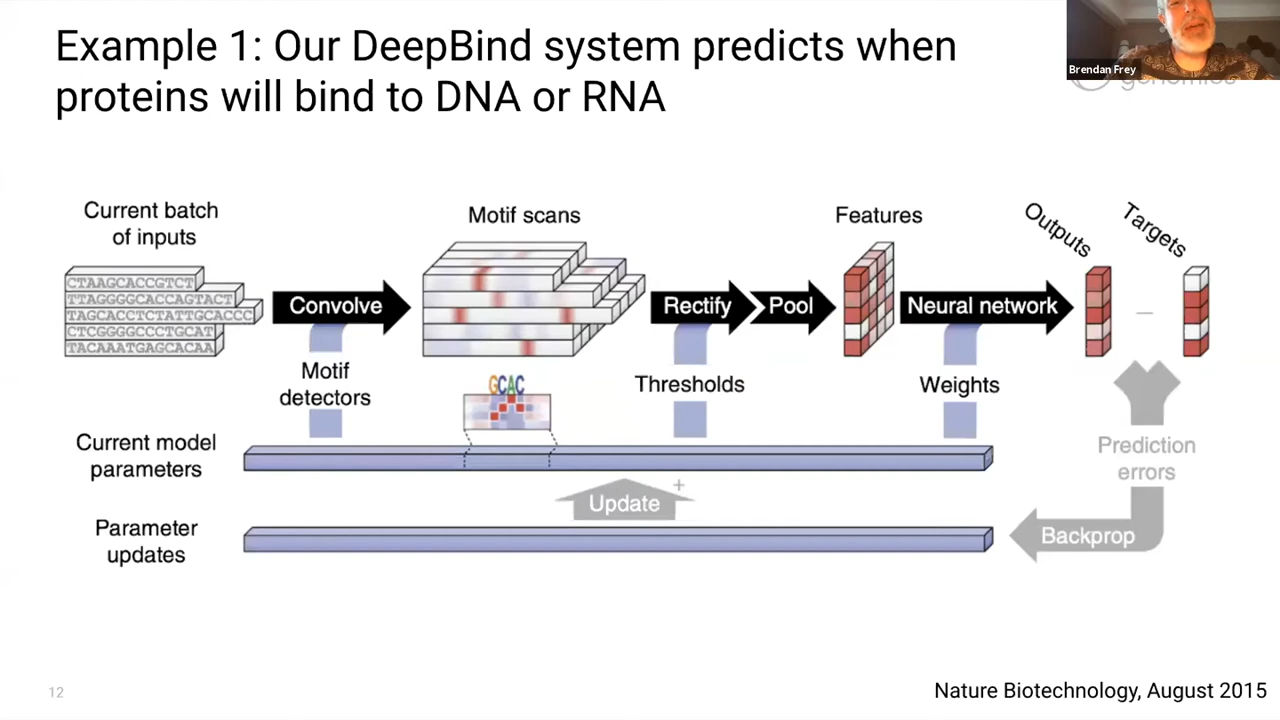 Example 1: Our DeepBind system predicts when
proteins will bind to DNA or RNA
Brendan Frey
genomics
Current batch
of inputs
CTAAGCACCGTCT
TTAGGGGCACCAGTACT
TAGCACCTCTATTGCACCC
CTCGGGGCCCTGCAT
TACAAATGAGCACAA
Convolve
Motif
detectors
Motif scans
GCAC
Rectify
Pool
Thresholds
Features
Neural network
Weights
Outputs
Targets
–
Prediction
errors
Current model
parameters
Update
+
Parameter
updates
Backprop
12
Nature Biotechnology, August 2015